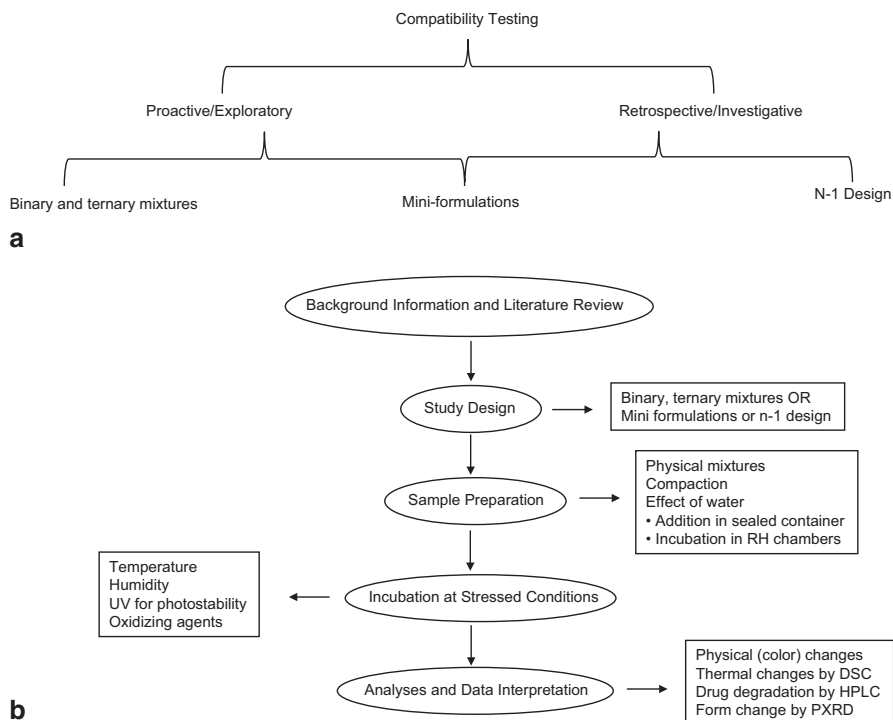 Compatibility Testing
Proactive/Exploratory
Retrospective/Investigative
Binary and ternary mixtures
Mini-formulations
N-1 Design
a
Background Information and Literature Review
Study Design
Binary, ternary mixtures OR
Mini formulations or n-1 design
Sample Preparation
Physical mixtures
Compaction
Effect of water
• Addition in sealed container
• Incubation in RH chambers
Temperature
Humidity
UV for photostability
Oxidizing agents
Incubation at Stressed Conditions
Analyses and Data Interpretation
Physical (color) changes
Thermal changes by DSC
Drug degradation by HPLC
Form change by PXRD
b